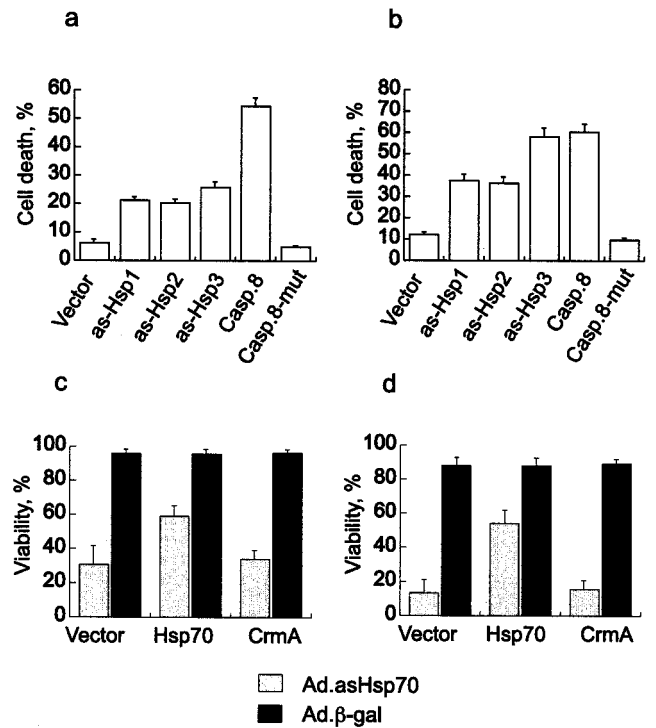 a
Cell death, %
60
50
40
30
20
10
0
Vector
as-Hsp1
as-Hsp2
as-Hsp3
Casp.8
Casp.8-mut
b
Cell death, %
80
70
60
50
40
30
20
10
0
Vector
as-Hsp1
as-Hsp2
as-Hsp3
Casp.8
Casp.8-mut
c
Viability, %
100
80
60
40
20
0
Vector Hsp70 CrmA
d
Viability, %
100
80
60
40
20
0
Vector Hsp70 CrmA
Ad.asHsp70
Ad.β-gal